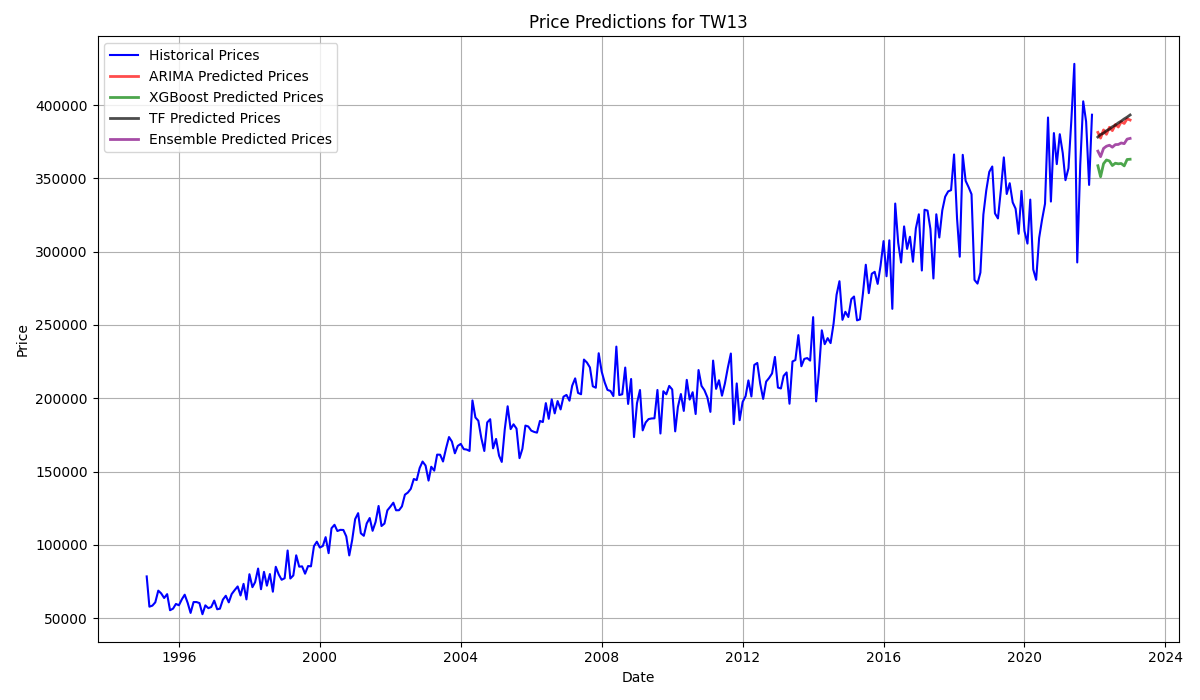 Price Predictions for TW13
Historical Prices
ARIMA Predicted Prices
XGBoost Predicted Prices
TF Predicted Prices
Ensemble Predicted Prices
400000
350000
300000
250000
200000
150000
100000
50000
Price
1996 2000 2004 2008 2012 2016 2020 2024
Date